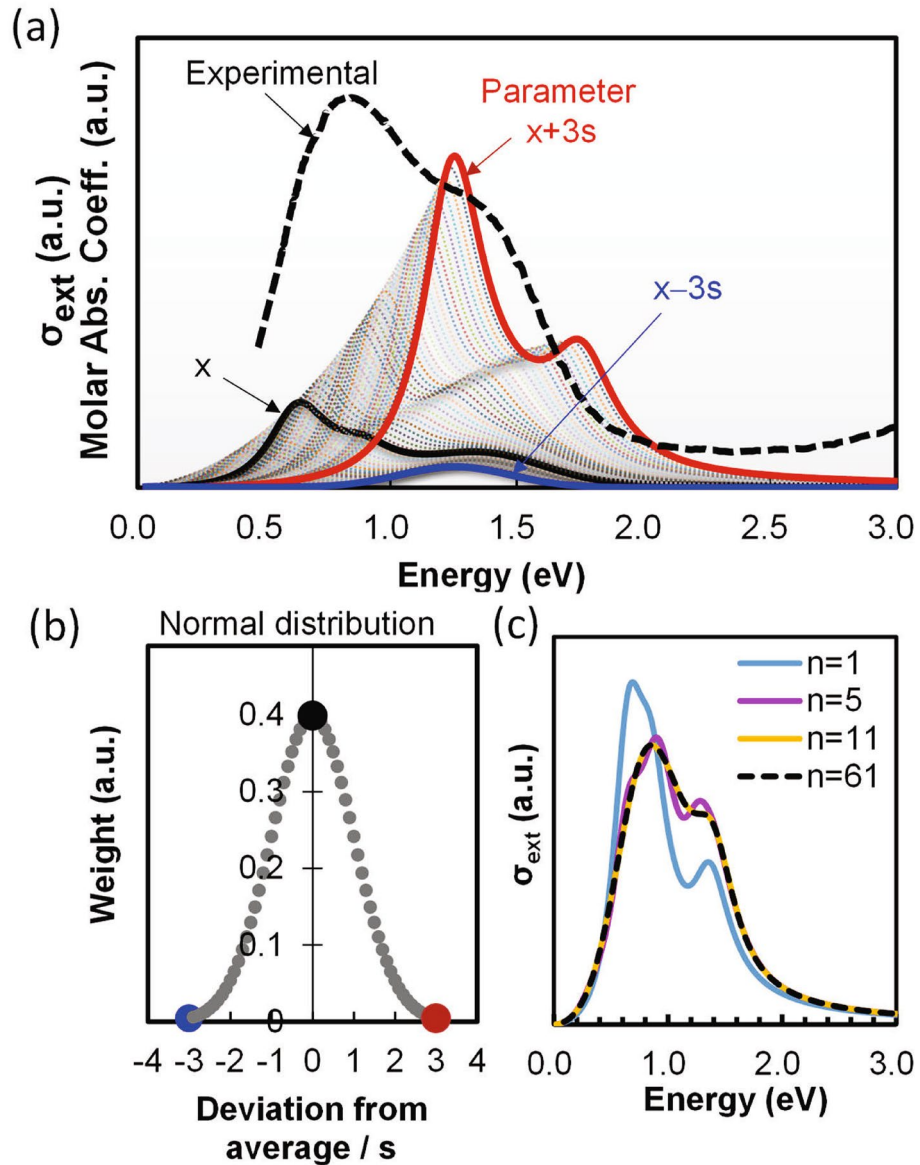 (a)
σext (a.u.)
Molar Abs. Coeff. (a.u.)
Experimental
Parameter
x+3s
x–3s
x
0.0 0.5 1.0 1.5 2.0 2.5 3.0
Energy (eV)
(b)
Normal distribution
Weight (a.u.)
0.4
0.3
0.2
0.1
0
-4 -3 -2 -1 0 1 2 3 4
Deviation from
average / s
(c)
σext (a.u.)
n=1
n=5
n=11
n=61
0.0 1.0 2.0 3.0
Energy (eV)